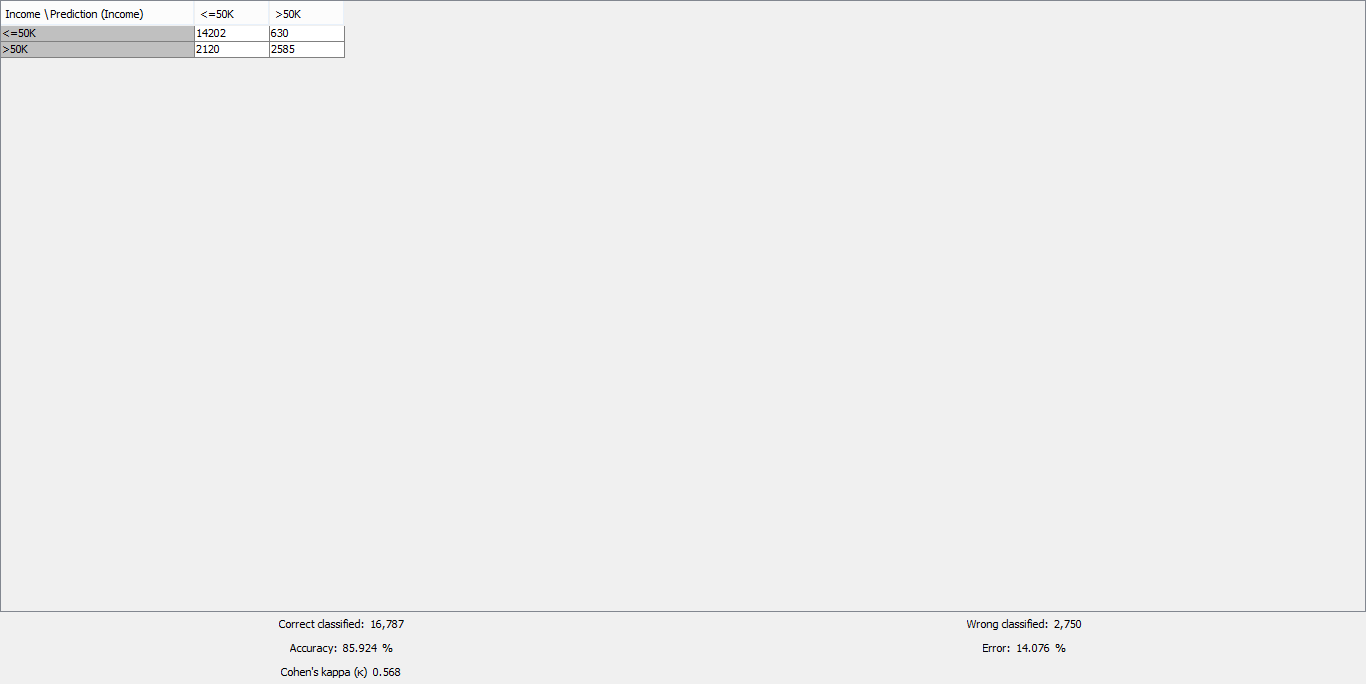 Income \ Prediction (Income) <=50K >50K
<=50K 14202 630
>50K 2120 2585
Correct classified: 16,787 Wrong classified: 2,750
Accuracy: 85.924 % Error: 14.076 %
Cohen's kappa (κ) 0.568